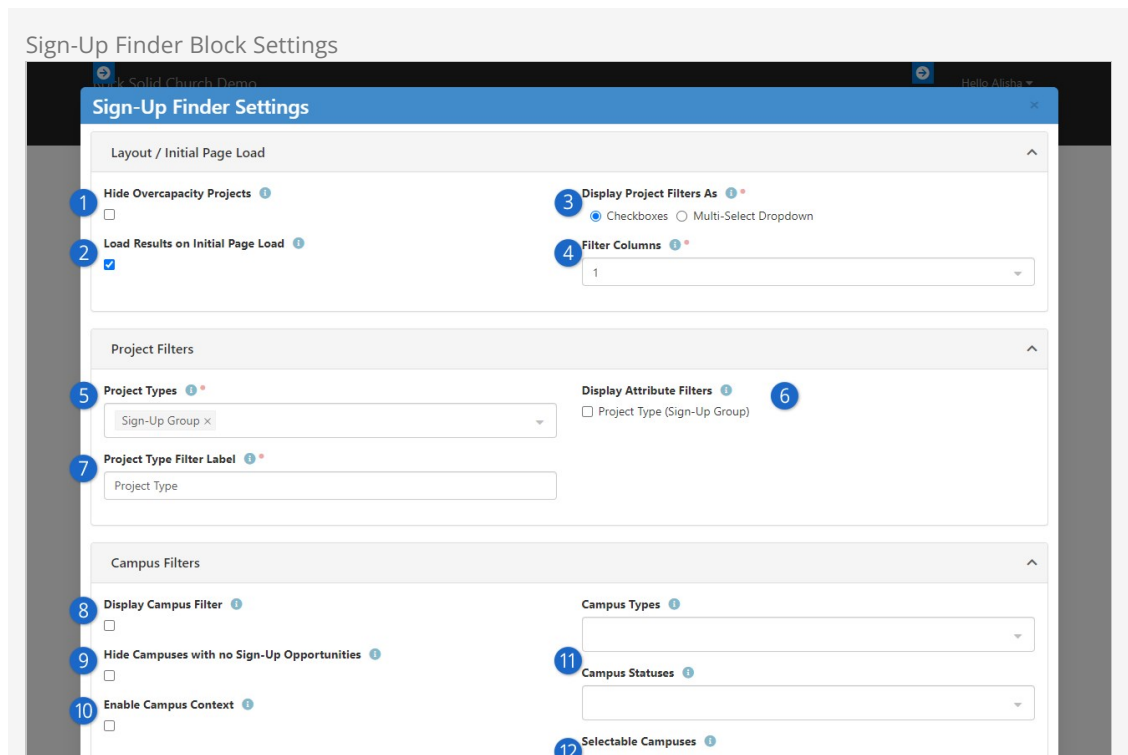 Sign-Up Finder Block Settings
Rock Solid Church Demo
Hello Alisha
Sign-Up Finder Settings
×
Layout / Initial Page Load
1
Hide Overcapacity Projects
3
Display Project Filters As *
Checkboxes
Multi-Select Dropdown
2
Load Results on Initial Page Load
4
Filter Columns *
1
Project Filters
5
Project Types *
Sign-Up Group ×
Display Attribute Filters
6
Project Type (Sign-Up Group)
7
Project Type Filter Label *
Project Type
Campus Filters
8
Display Campus Filter
Campus Types
9
Hide Campuses with no Sign-Up Opportunities
11
Campus Statuses
10
Enable Campus Context
12
Selectable Campuses